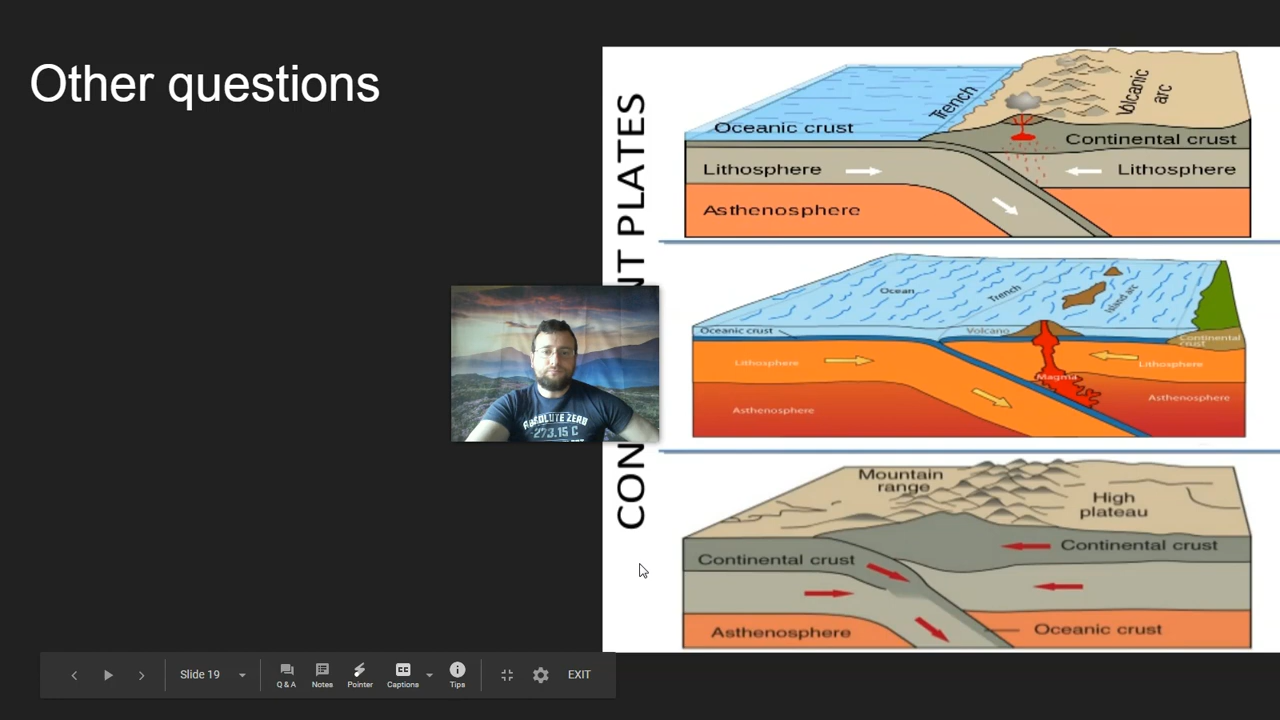 Other questions
CON
NT PLATES
Trench
Volcanic
arc
Oceanic crust
Continental crust
Lithosphere
Lithosphere
Asthenosphere
Ocean
Trench
Island arc
Oceanic crust
Volcano
Continental
crust
Lithosphere
Lithosphere
Magma
Asthenosphere
Asthenosphere
ABSOLUTE ZERO
273.15 C
Mountain
range
High
plateau
Continental crust
Continental crust
Asthenosphere
Oceanic crust
Slide 19
Q & A
Notes
Pointer
CC
Captions
Tips
EXIT